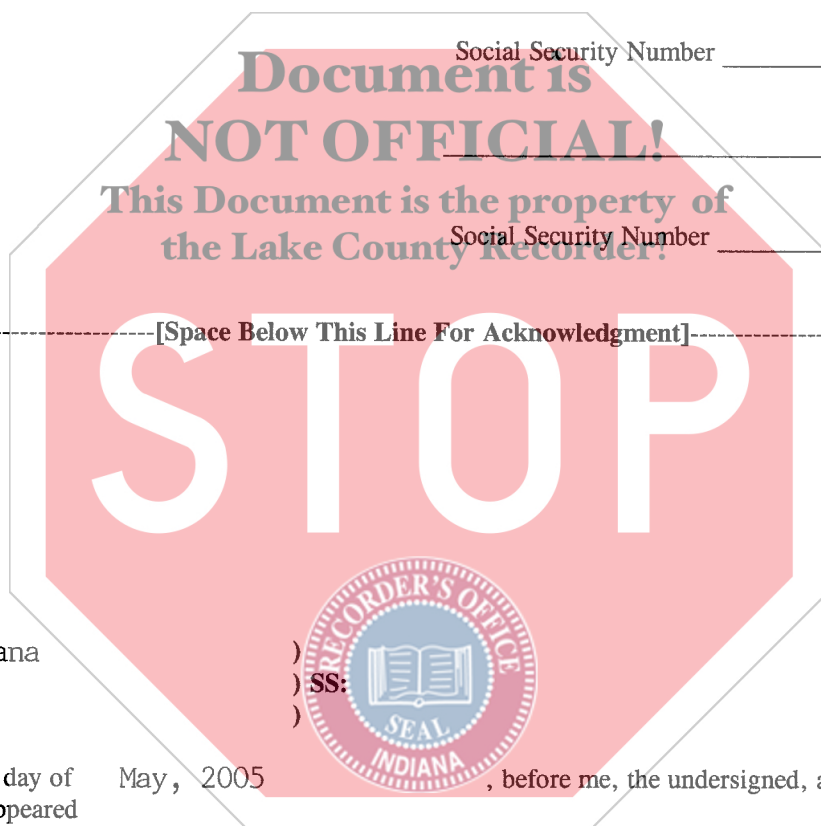 Social Security Number
Document is
NOT OFFICIAL!
This Document is the property of
the Lake County Recorder!
Social Security Number
[Space Below This Line For Acknowledgment]
STOP
ana
)
) SS:
)
RECORDER'S OFFICE
SEAL
INDIANA
day of May, 2005 , before me, the undersigned, a
ppeared